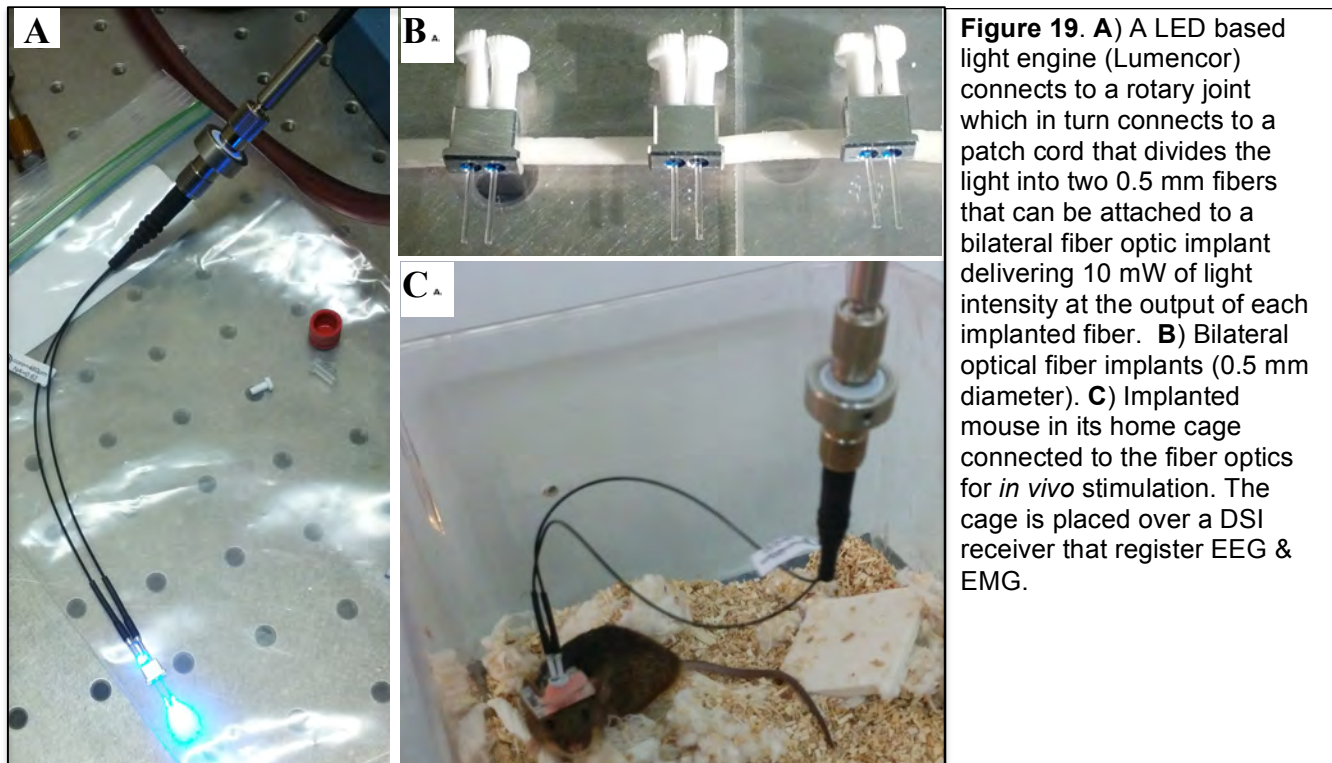 A
B A.
C A.
NA=0.63
Figure 19. A) A LED based
light engine (Lumencor)
connects to a rotary joint
which in turn connects to a
patch cord that divides the
light into two 0.5 mm fibers
that can be attached to a
bilateral fiber optic implant
delivering 10 mW of light
intensity at the output of each
implanted fiber. B) Bilateral
optical fiber implants (0.5 mm
diameter). C) Implanted
mouse in its home cage
connected to the fiber optics
for in vivo stimulation. The
cage is placed over a DSI
receiver that register EEG &
EMG.